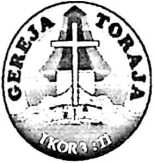 GEREJA TORAJA
I KOR 3 : 11